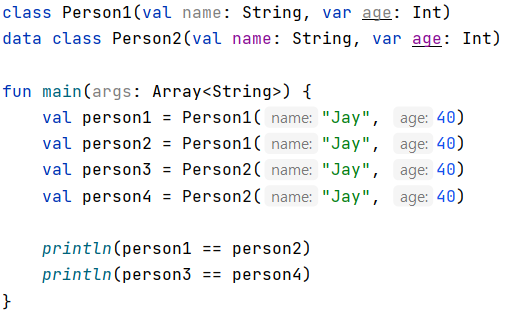 class Person1(val name: String, var age: Int)
data class Person2(val name: String, var age: Int)
fun main(args: Array<String>) {
val person1 = Person1( name: "Jay", age: 40)
val person2 = Person1( name: "Jay", age: 40)
val person3 = Person2( name: "Jay", age: 40)
val person4 = Person2( name: "Jay", age: 40)
println(person1 == person2)
println(person3 == person4)
}